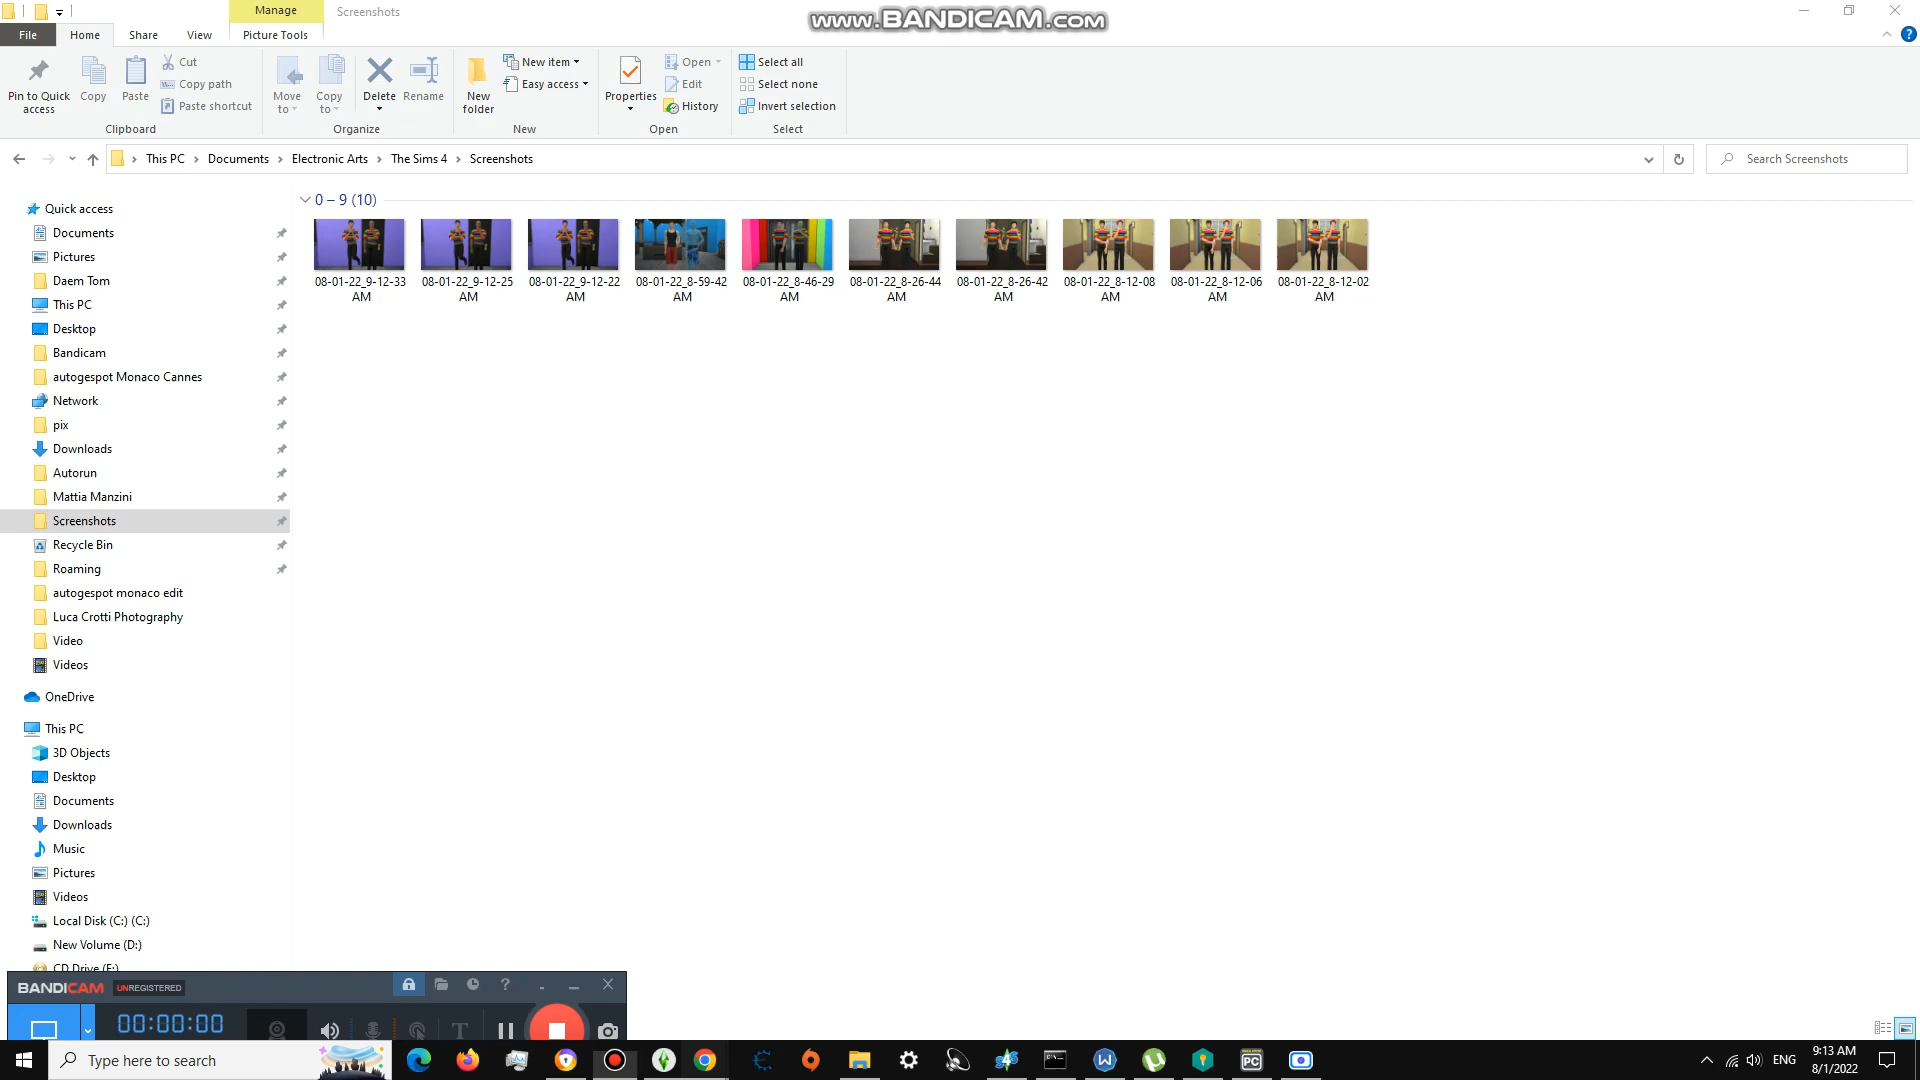 Manage
Screenshots
www.BANDICAM.com
File
Home
Share
View
Picture Tools
Pin to Quick access
Copy
Paste
Cut
Copy path
Paste shortcut
Clipboard
Move to
Copy to
Delete
Rename
Organize
New folder
New item
Easy access
New
Properties
Open
Edit
History
Open
Select all
Select none
Invert selection
Select
This PC > Documents > Electronic Arts > The Sims 4 > Screenshots
Search Screenshots
0 – 9 (10)
08-01-22_9-12-33 AM
08-01-22_9-12-25 AM
08-01-22_9-12-22 AM
08-01-22_8-59-42 AM
08-01-22_8-46-29 AM
08-01-22_8-26-44 AM
08-01-22_8-26-42 AM
08-01-22_8-12-08 AM
08-01-22_8-12-06 AM
08-01-22_8-12-02 AM
Quick access
Documents
Pictures
Daem Tom
This PC
Desktop
Bandicam
autogespot Monaco Cannes
Network
pix
Downloads
Autorun
Mattia Manzini
Screenshots
Recycle Bin
Roaming
autogespot monaco edit
Luca Crotti Photography
Video
Videos
OneDrive
This PC
3D Objects
Desktop
Documents
Downloads
Music
Pictures
Videos
Local Disk (C:) (C:)
New Volume (D:)
CD Drive (F:)
BANDICAM UNREGISTERED
00:00:00
Type here to search
ENG
9:13 AM
8/1/2022